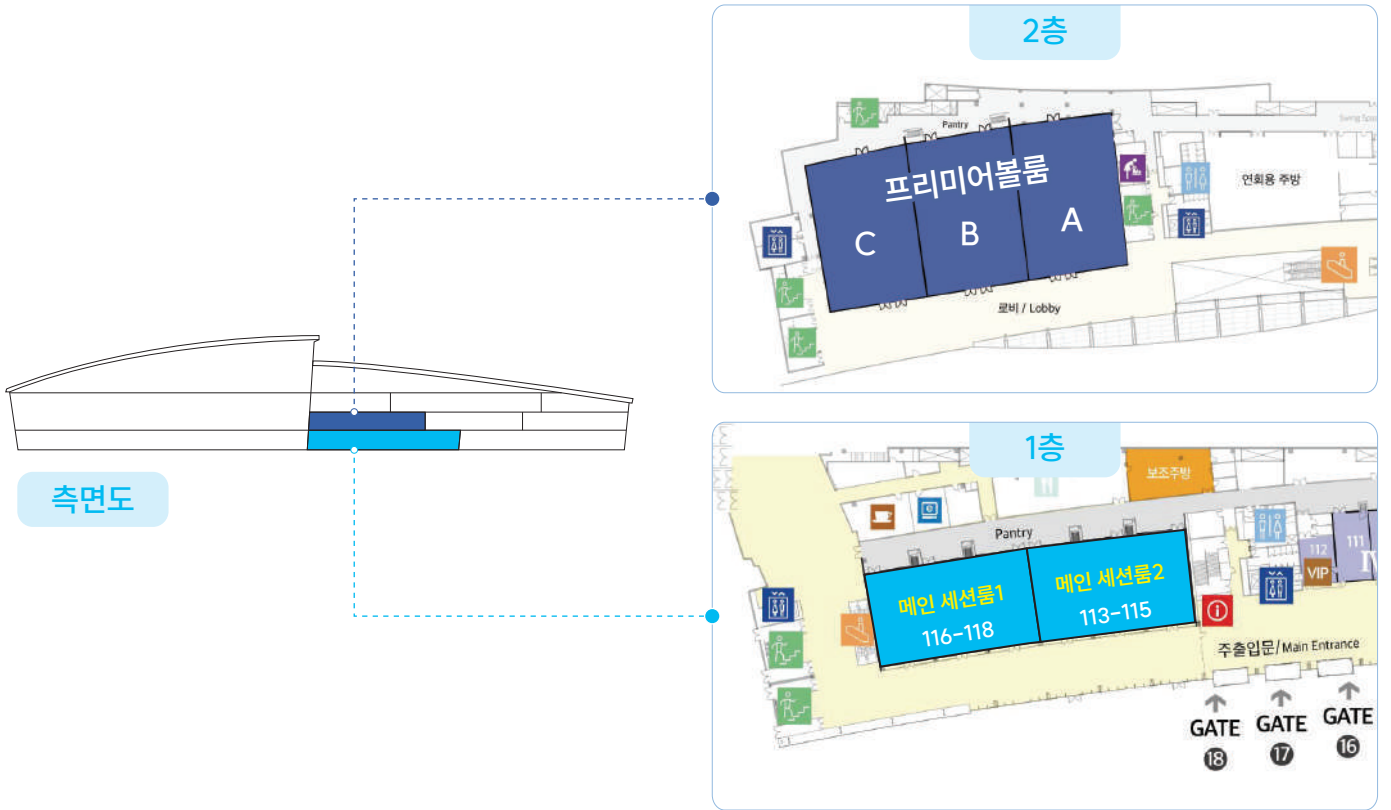 2층
Pantry
Swing Spac
프리미어볼룸
C
B
A
연회용 주방
로비 / Lobby
측면도
1층
보조주방
Pantry
메인 세션룸1
116-118
메인 세션룸2
113-115
112
VIP
111
주출입문/Main Entrance
GATE
18
GATE
17
GATE
16